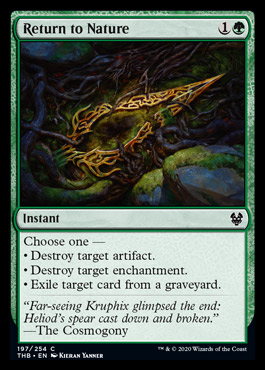 Return to Nature 1
Instant
Choose one —
• Destroy target artifact.
• Destroy target enchantment.
• Exile target card from a graveyard.
“Far-seeing Kruphix glimpsed the end:
Heliod’s spear cast down and broken.”
—The Cosmogony
197/254 C
THB • EN KIERAN YANNER ™ & © 2020 Wizards of the Coast